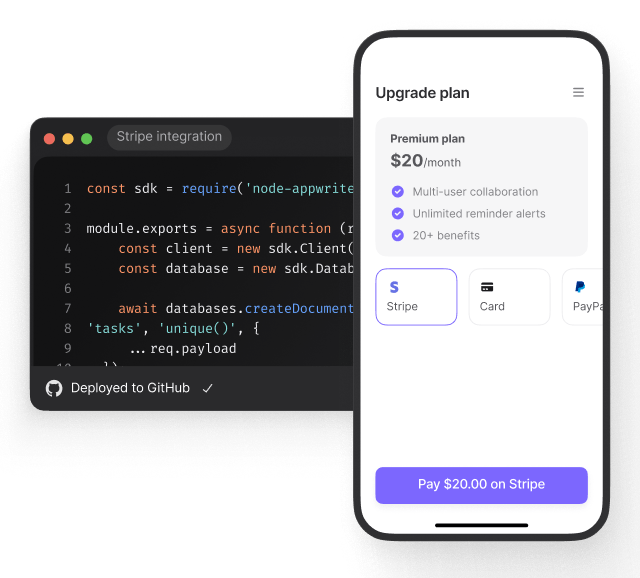 Stripe integration
1 const sdk = require('node-appwrite
2
3 module.exports = async function (r
4 const client = new sdk.Client(
5 const database = new sdk.Datab
6
7 await databases.createDocument
8 'tasks', 'unique()', {
9 ...req.payload
10 })
Deployed to GitHub
Upgrade plan
Premium plan
$20/month
Multi-user collaboration
Unlimited reminder alerts
20+ benefits
S
Stripe
Card
PayPa
Pay $20.00 on Stripe